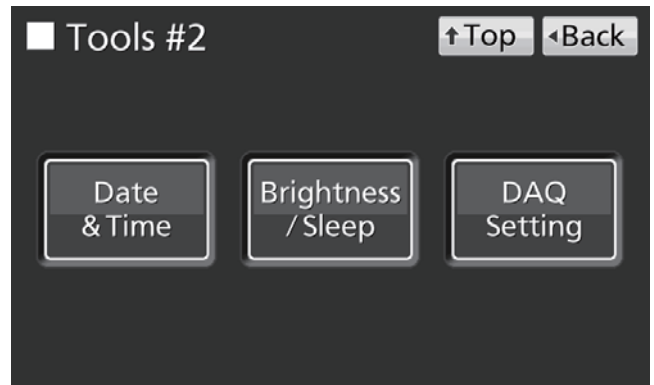 Tools #2
Top
Back
Date
& Time
Brightness
/ Sleep
DAQ
Setting